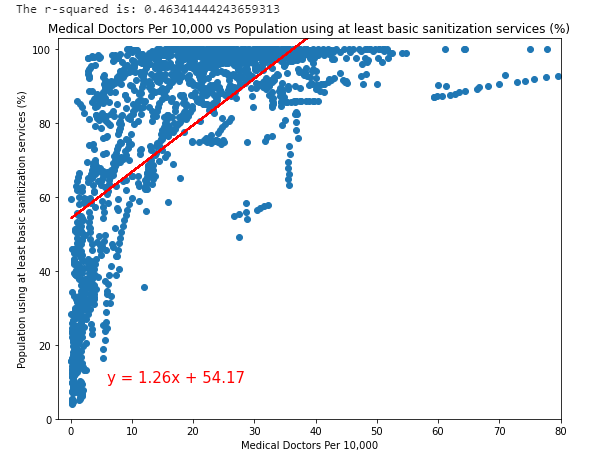 The r-squared is: 0.46341444243659313
Medical Doctors Per 10,000 vs Population using at least basic sanitization services (%)
Population using at least basic sanitization services (%)
100
80
60
40
20
0
y = 1.26x + 54.17
0 10 20 30 40 50 60 70 80
Medical Doctors Per 10,000